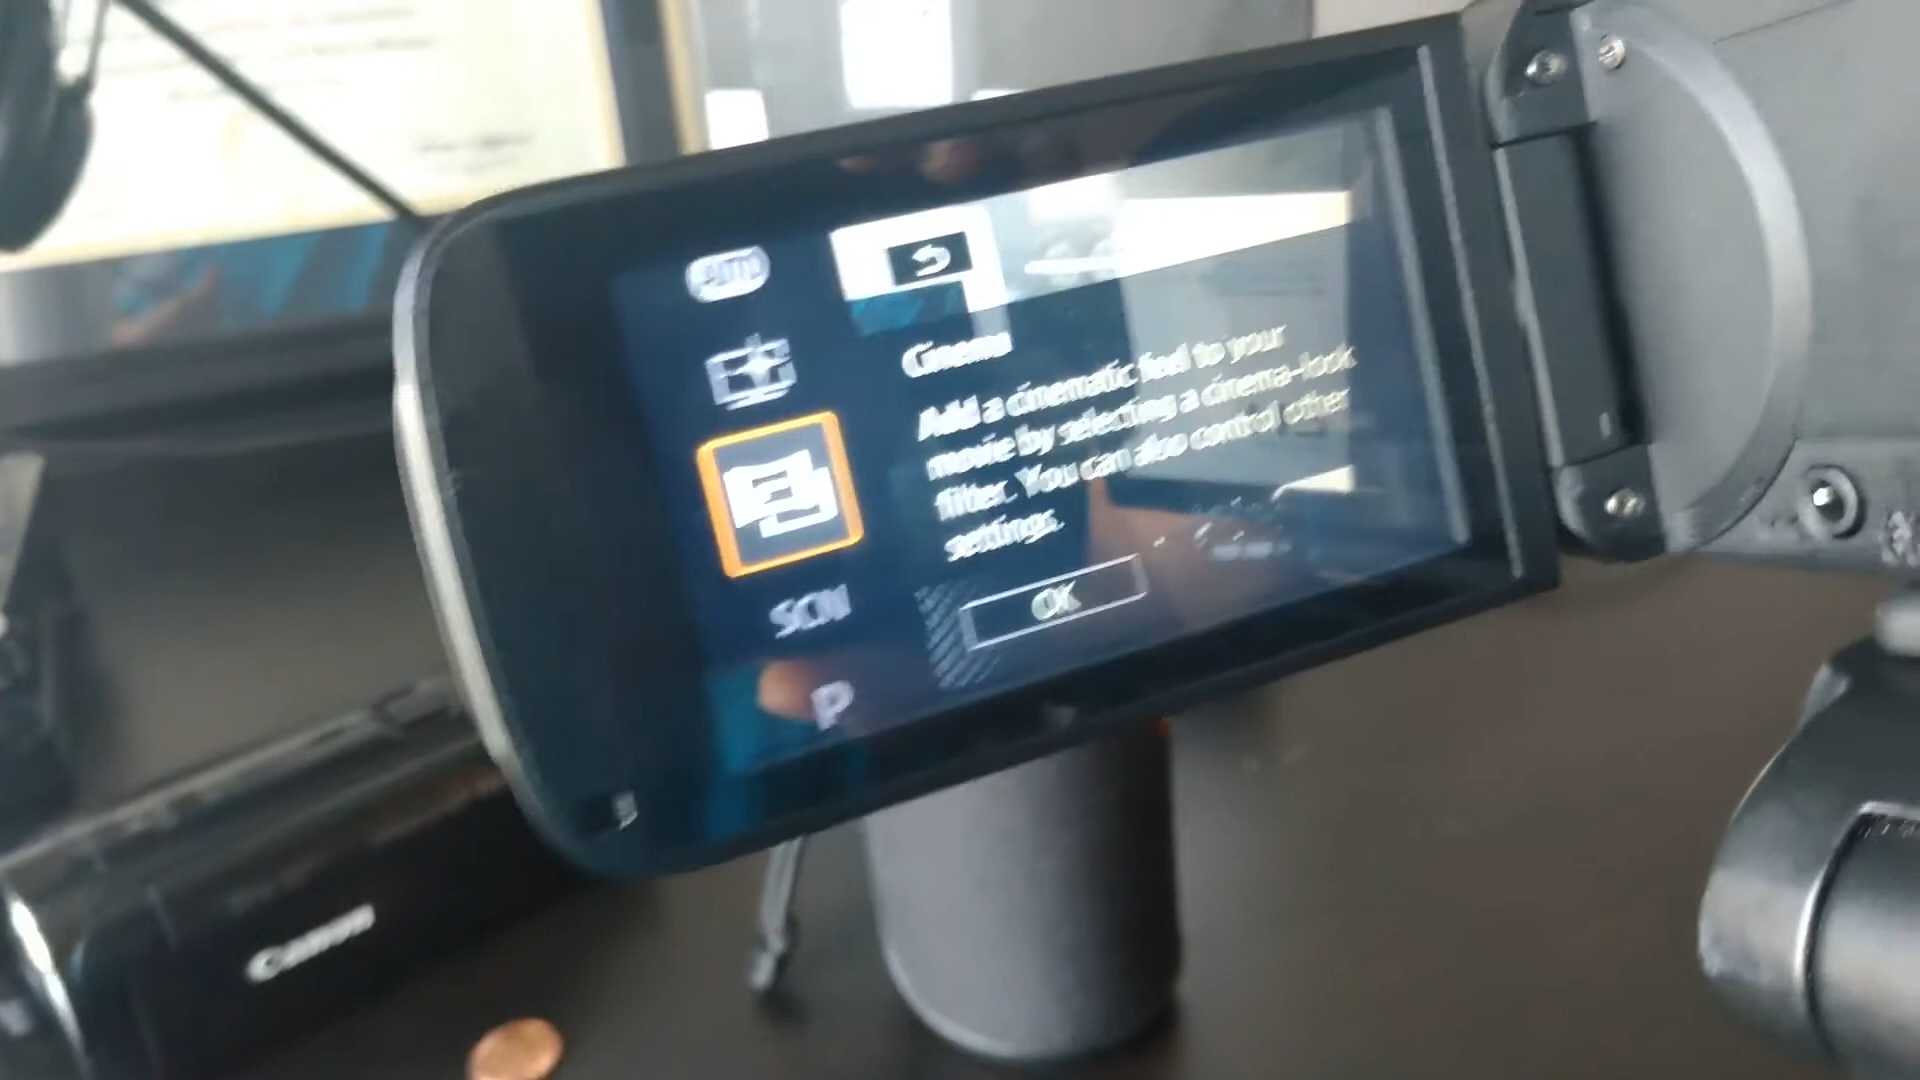 AUTO
Cinema
Add a cinematic feel to your
movie by selecting a cinema-look
filter. You can also control other
settings.
OK
SCN
P
Canon